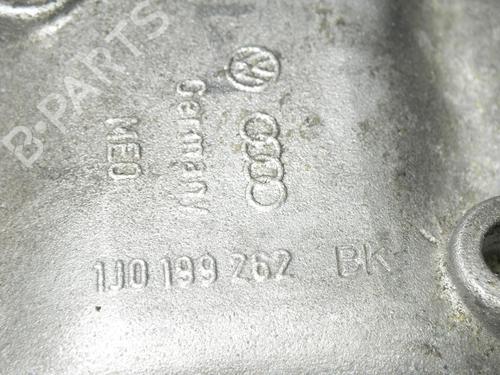 B-PARTS
Germany
MEO
1J0 199 262 BK